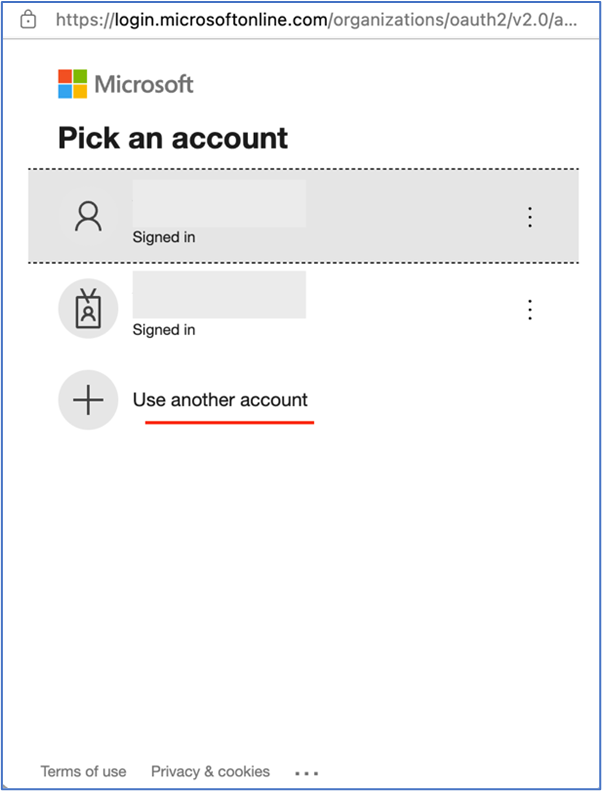 https://login.microsoftonline.com/organizations/oauth2/v2.0/a...
Microsoft
Pick an account
Signed in
Signed in
Use another account
Terms of use Privacy & cookies ...